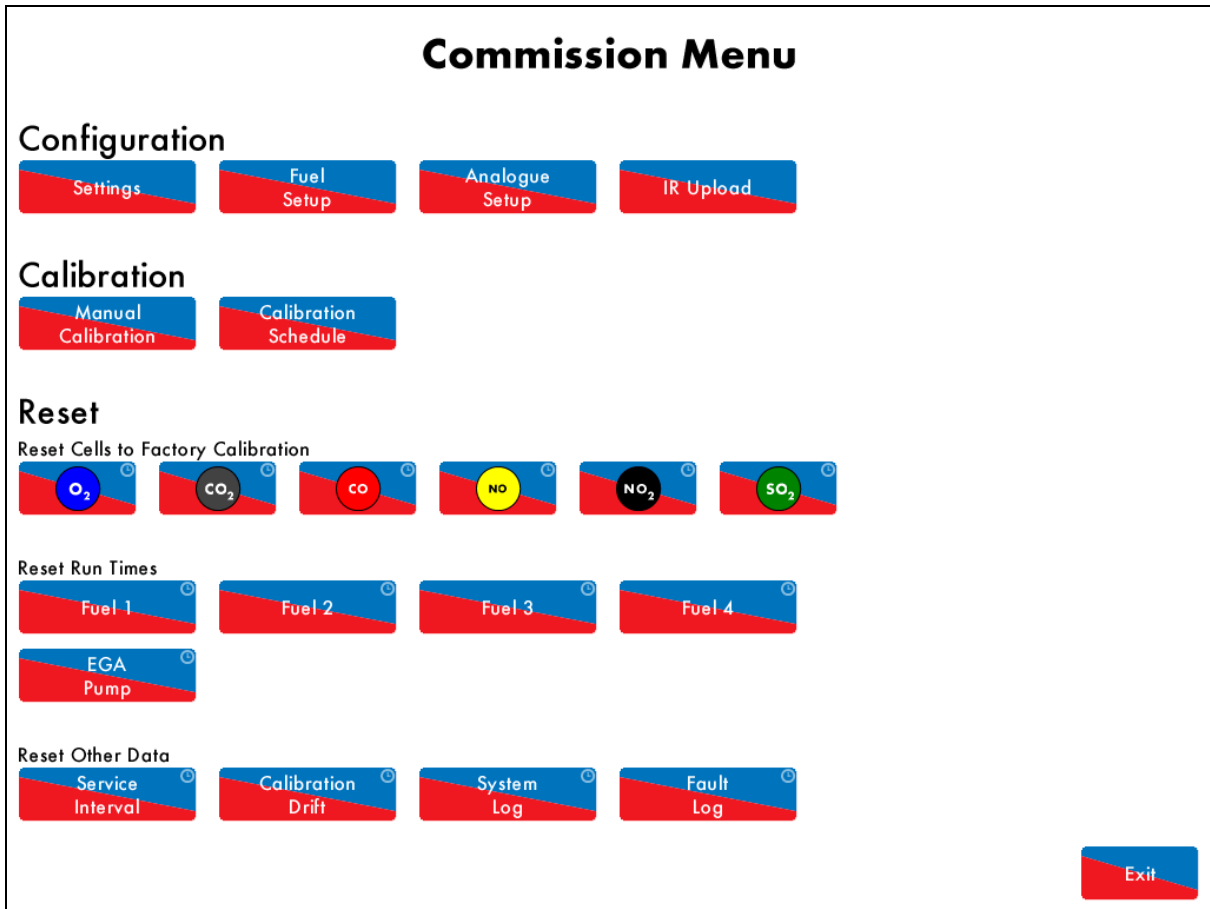 Commission Menu
Configuration
Settings
Fuel
Setup
Analogue
Setup
IR Upload
Calibration
Manual
Calibration
Calibration
Schedule
Reset
Reset Cells to Factory Calibration
O₂
CO₂
CO
NO
NO₂
SO₂
Reset Run Times
Fuel 1
Fuel 2
Fuel 3
Fuel 4
EGA
Pump
Reset Other Data
Service
Interval
Calibration
Drift
System
Log
Fault
Log
Exit